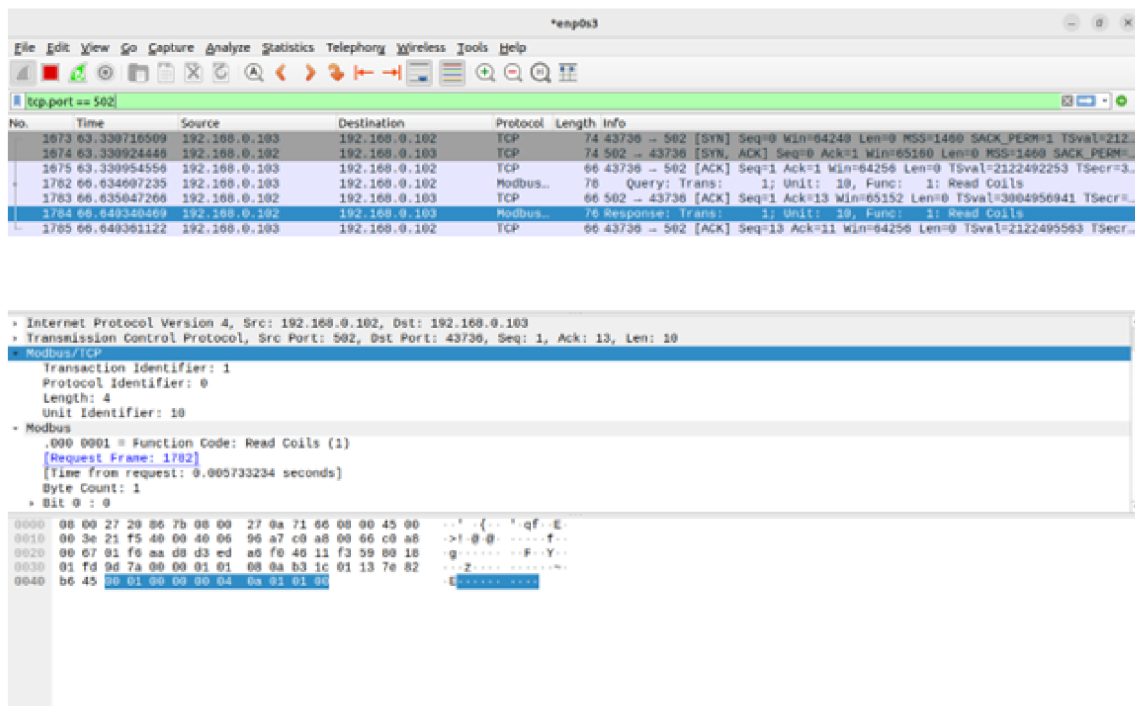 *enp0s3
File Edit View Go Capture Analyze Statistics Telephony Wireless Tools Help
tcp.port == 502
No. Time Source Destination Protocol Length Info
1673 63.330716509 192.168.0.103 192.168.0.102 TCP 74 43736 → 502 [SYN] Seq=0 Win=64240 Len=0 MSS=1460 SACK_PERM=1 TSval=212…
1674 63.330924446 192.168.0.102 192.168.0.103 TCP 74 502 → 43736 [SYN, ACK] Seq=0 Ack=1 Win=65160 Len=0 MSS=1460 SACK_PERM=…
1675 63.330954556 192.168.0.103 192.168.0.102 TCP 66 43736 → 502 [ACK] Seq=1 Ack=1 Win=64256 Len=0 TSval=2122492253 TSecr=3…
1782 66.634607235 192.168.0.103 192.168.0.102 Modbus… 78 Query: Trans: 1; Unit: 10, Func: 1: Read Coils
1783 66.635047266 192.168.0.102 192.168.0.103 TCP 66 502 → 43736 [ACK] Seq=1 Ack=13 Win=65152 Len=0 TSval=3004956941 TSecr=…
1784 66.640340469 192.168.0.102 192.168.0.103 Modbus… 76 Response: Trans: 1; Unit: 10, Func: 1: Read Coils
1785 66.640361122 192.168.0.103 192.168.0.102 TCP 66 43736 → 502 [ACK] Seq=13 Ack=11 Win=64256 Len=0 TSval=2122495563 TSecr…
Internet Protocol Version 4, Src: 192.168.0.102, Dst: 192.168.0.103
Transmission Control Protocol, Src Port: 502, Dst Port: 43736, Seq: 1, Ack: 13, Len: 10
Modbus/TCP
Transaction Identifier: 1
Protocol Identifier: 0
Length: 4
Unit Identifier: 10
Modbus
.000 0001 = Function Code: Read Coils (1)
[Request Frame: 1782]
[Time from request: 0.005733234 seconds]
Byte Count: 1
Bit 0 : 0
0000 08 00 27 20 86 7b 08 00 27 0a 71 66 08 00 45 00 ··' ·{·· '·qf··E·
0010 00 3e 21 f5 40 00 40 06 96 a7 c0 a8 00 66 c0 a8 ·>!·@·@· ·····f··
0020 00 67 01 f6 aa d8 d3 ed a6 f0 46 11 f3 59 80 18 ·g······ ··F··Y··
0030 01 fd 9d 7a 00 00 01 01 08 0a b3 1c 01 13 7e 82 ···z···· ······~·
0040 b6 45 00 01 00 00 00 04 0a 01 01 00 ·E······ ····